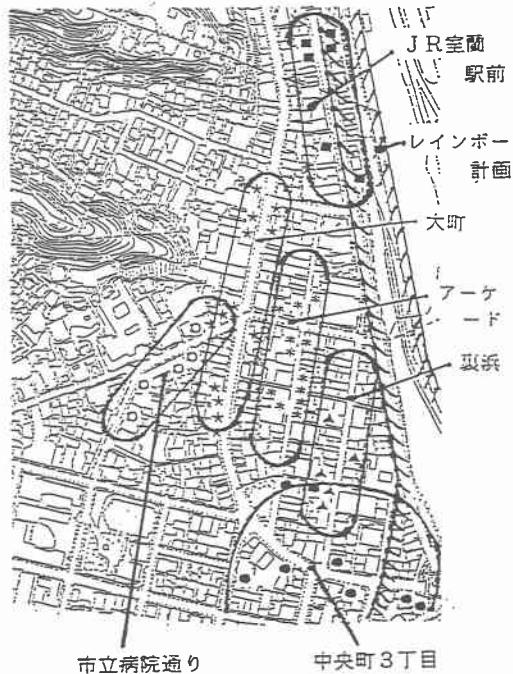 JR室蘭
駅前
レインボー
計画
大町
アーケ
ード
裏浜
市立病院通り
中央町3丁目